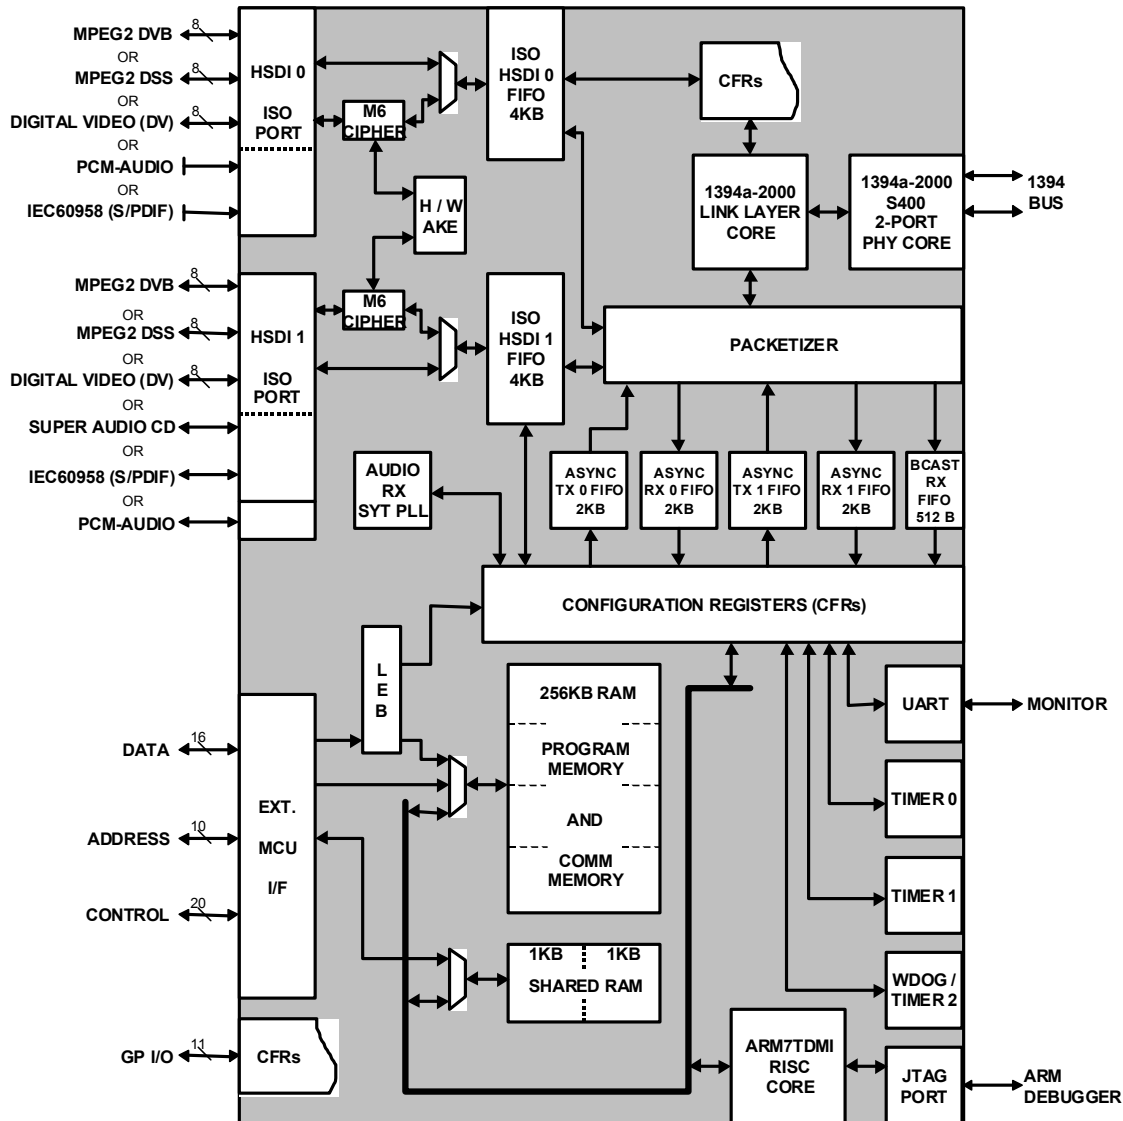 MPEG2 DVB
8
OR
MPEG2 DSS
8
OR
DIGITAL VIDEO (DV)
8
OR
PCM-AUDIO
OR
IEC60958 (S/PDIF)
HSDI 0
ISO
PORT
M6
CIPHER
H / W
AKE
ISO
HSDI 0
FIFO
4KB
CFRs
1394a-2000
LINK LAYER
CORE
1394a-2000
S400
2-PORT
PHY CORE
1394
BUS
MPEG2 DVB
8
OR
MPEG2 DSS
8
OR
DIGITAL VIDEO (DV)
8
OR
SUPER AUDIO CD
OR
IEC60958 (S/PDIF)
OR
PCM-AUDIO
HSDI 1
ISO
PORT
M6
CIPHER
ISO
HSDI 1
FIFO
4KB
PACKETIZER
AUDIO
RX
SYT PLL
ASYNC
TX 0 FIFO
2KB
ASYNC
RX 0 FIFO
2KB
ASYNC
TX 1 FIFO
2KB
ASYNC
RX 1 FIFO
2KB
BCAST
RX
FIFO
512 B
CONFIGURATION REGISTERS (CFRs)
L
E
B
256KB RAM
PROGRAM
MEMORY
AND
COMM
MEMORY
UART
MONITOR
TIMER 0
TIMER 1
WDOG /
TIMER 2
DATA
16
ADDRESS
10
CONTROL
20
EXT.
MCU
I/F
1KB
1KB
SHARED RAM
GP I/O
11
CFRs
ARM7TDMI
RISC
CORE
JTAG
PORT
ARM
DEBUGGER